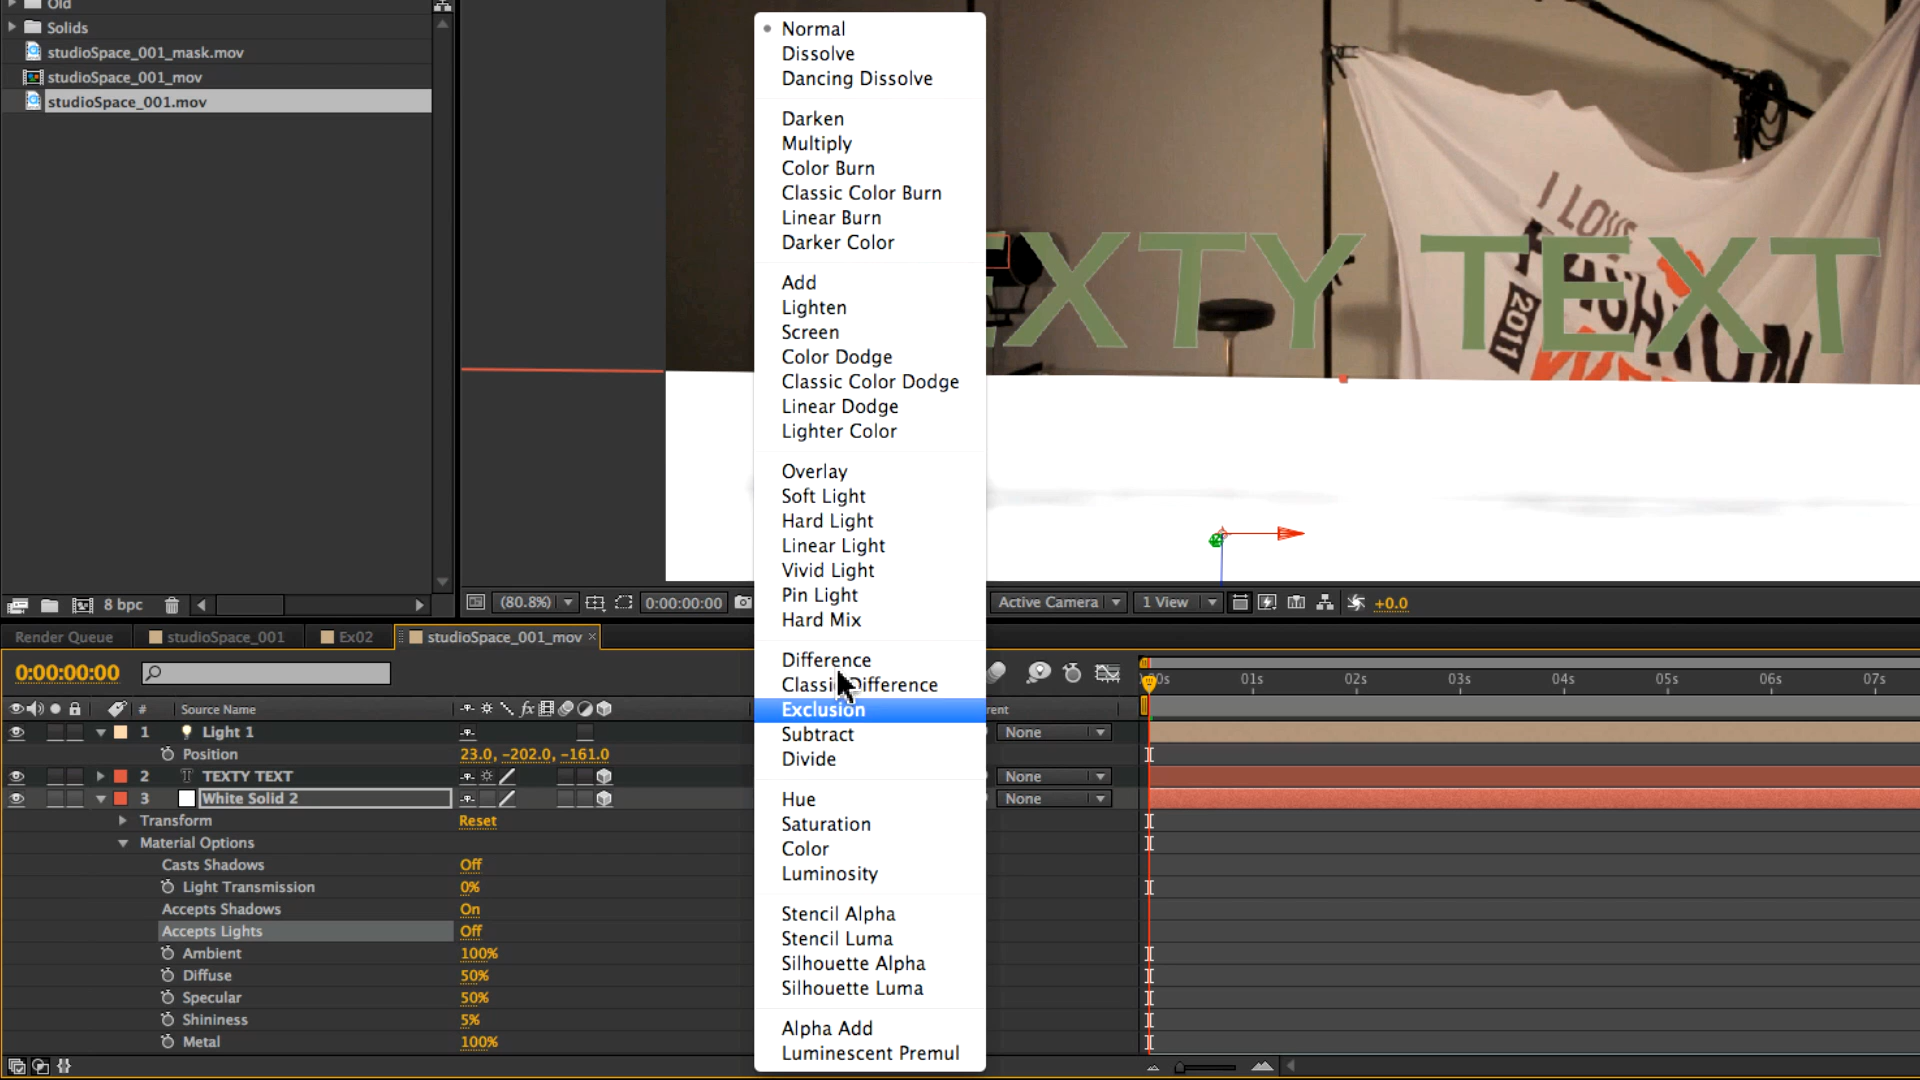 Old
Solids
studioSpace_001_mask.mov
studioSpace_001_mov
studioSpace_001.mov
8 bpc
Normal
Dissolve
Dancing Dissolve
Darken
Multiply
Color Burn
Classic Color Burn
Linear Burn
Darker Color
Add
Lighten
Screen
Color Dodge
Classic Color Dodge
Linear Dodge
Lighter Color
Overlay
Soft Light
Hard Light
Linear Light
Vivid Light
Pin Light
Hard Mix
Difference
Classic Difference
Exclusion
Subtract
Divide
Hue
Saturation
Color
Luminosity
Stencil Alpha
Stencil Luma
Silhouette Alpha
Silhouette Luma
Alpha Add
Luminescent Premul
EXTY TEXT
I LOVE
2011
(80.8%)
0:00:00:00
Active Camera
1 View
+0.0
Render Queue
studioSpace_001
Ex02
studioSpace_001_mov
0:00:00:00
# Source Name
fx
rent
00s 01s 02s 03s 04s 05s 06s 07s
1 Light 1 None
Position 23.0, -202.0, -161.0
2 T TEXTY TEXT None
3 White Solid 2 None
Transform Reset
Material Options
Casts Shadows Off
Light Transmission 0%
Accepts Shadows On
Accepts Lights Off
Ambient 100%
Diffuse 50%
Specular 50%
Shininess 5%
Metal 100%